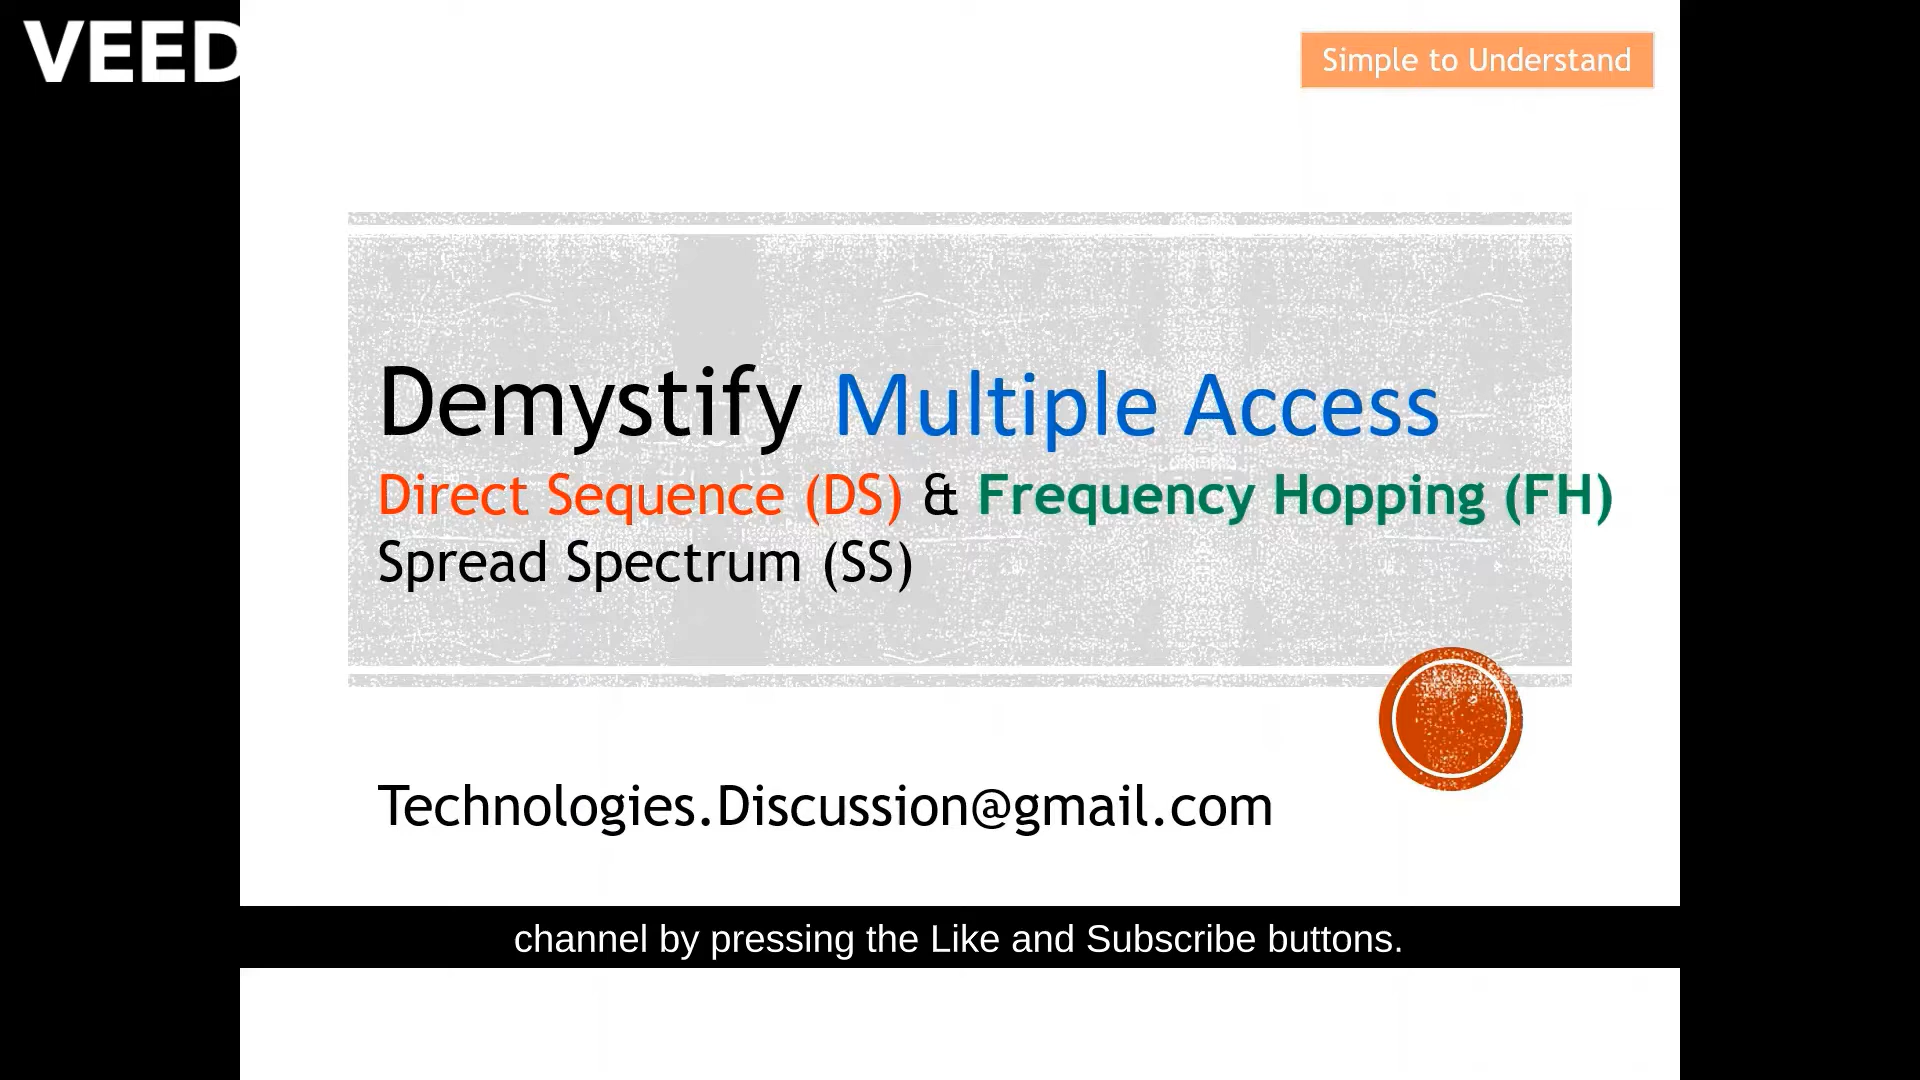 VEED
Simple to Understand
Demystify Multiple Access
Direct Sequence (DS) & Frequency Hopping (FH)
Spread Spectrum (SS)
Technologies.Discussion@gmail.com
channel by pressing the Like and Subscribe buttons.